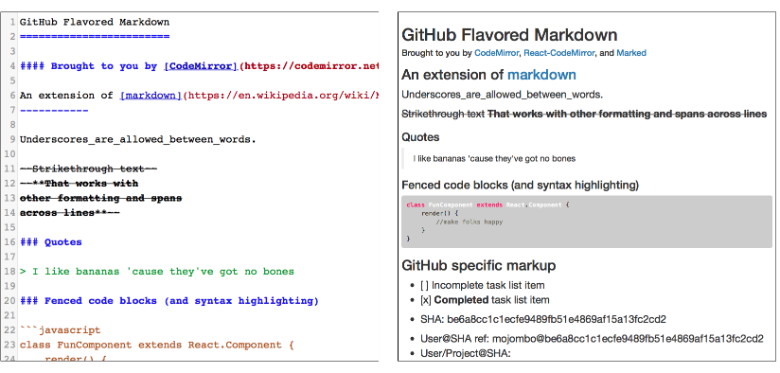 1 GitHub Flavored Markdown
2 ========================
3
4 #### Brought to you by [CodeMirror](https://codemirror.net
5
6 An extension of [markdown](https://en.wikipedia.org/wiki/
7 -----------
8
9 Underscores_are_allowed_between_words.
10
11 ~~Strikethrough text~~
12 ~~**That works with
13 other formatting and spans
14 across lines**~~
15
16 ### Quotes
17
18 > I like bananas 'cause they've got no bones
19
20 ### Fenced code blocks (and syntax highlighting)
21
22 ```javascript
23 class FunComponent extends React.Component {
24     render() {
GitHub Flavored Markdown
Brought to you by CodeMirror, React-CodeMirror, and Marked
An extension of markdown
Underscores_are_allowed_between_words.
Strikethrough text That works with other formatting and spans across lines
Quotes
I like bananas 'cause they've got no bones
Fenced code blocks (and syntax highlighting)
class FunComponent extends React.Component {
    render() {
        //make folks happy
    }
}
GitHub specific markup
• [ ] Incomplete task list item
• [x] Completed task list item
• SHA: be6a8cc1c1ecfe9489fb51e4869af15a13fc2cd2
• User@SHA ref: mojombo@be6a8cc1c1ecfe9489fb51e4869af15a13fc2cd2
• User/Project@SHA: